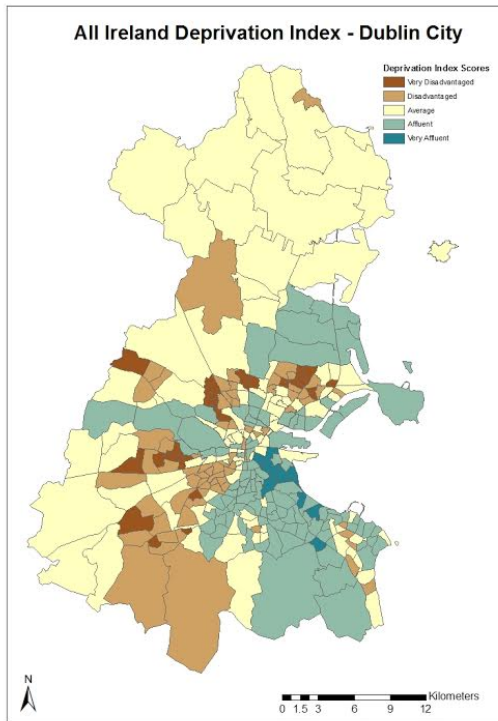 All Ireland Deprivation Index - Dublin City
Deprivation Index Scores
Very Disadvantaged
Disadvantaged
Average
Affluent
Very Affluent
N
Kilometers
0 1.5 3 6 9 12